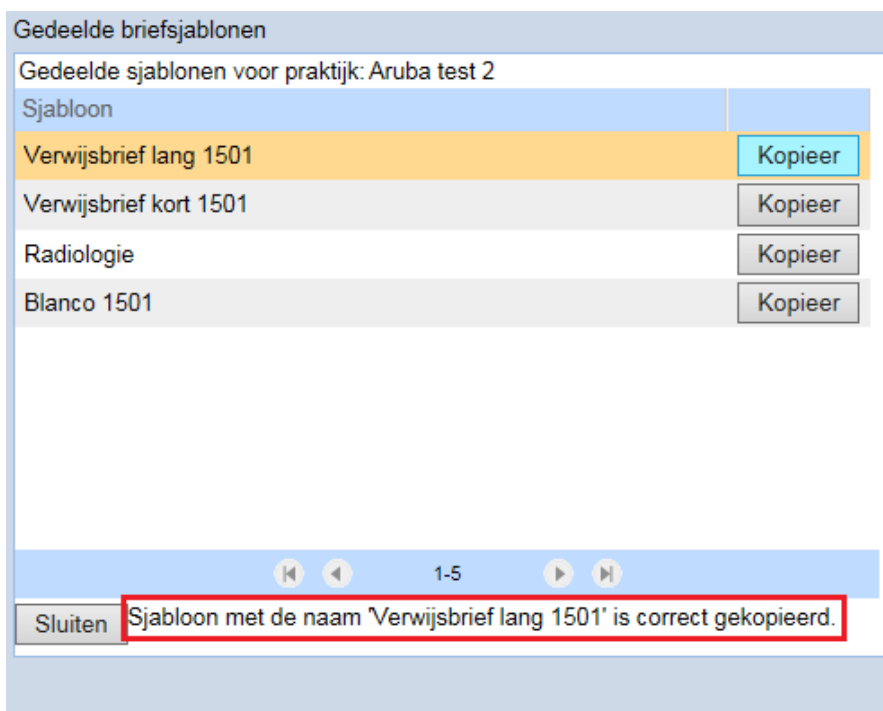 Gedeelde briefsjablonen
Gedeelde sjablonen voor praktijk: Aruba test 2
Sjabloon
Verwijsbrief lang 1501 Kopieer
Verwijsbrief kort 1501 Kopieer
Radiologie Kopieer
Blanco 1501 Kopieer
1-5
Sluiten Sjabloon met de naam 'Verwijsbrief lang 1501' is correct gekopieerd.